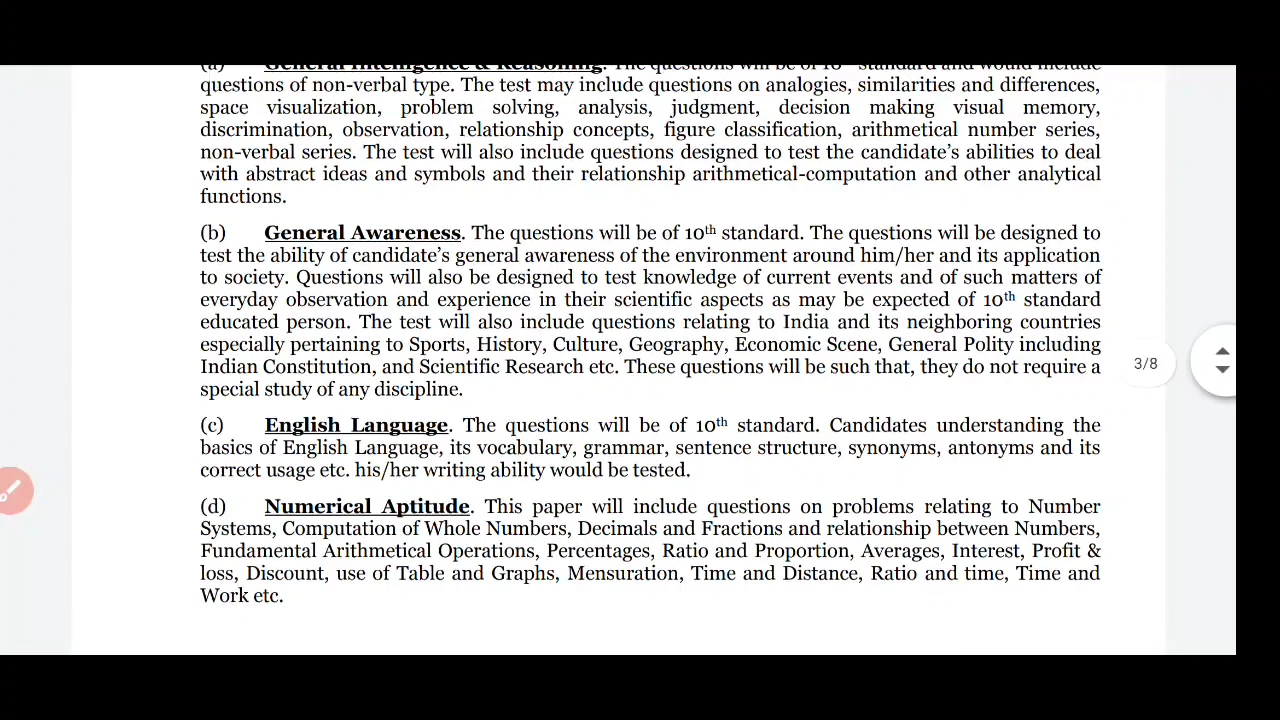 (a) General Intelligence & Reasoning. The questions will be of 10th standard and would include
questions of non-verbal type. The test may include questions on analogies, similarities and differences,
space visualization, problem solving, analysis, judgment, decision making visual memory,
discrimination, observation, relationship concepts, figure classification, arithmetical number series,
non-verbal series. The test will also include questions designed to test the candidate’s abilities to deal
with abstract ideas and symbols and their relationship arithmetical-computation and other analytical
functions.
(b) General Awareness. The questions will be of 10th standard. The questions will be designed to
test the ability of candidate’s general awareness of the environment around him/her and its application
to society. Questions will also be designed to test knowledge of current events and of such matters of
everyday observation and experience in their scientific aspects as may be expected of 10th standard
educated person. The test will also include questions relating to India and its neighboring countries
especially pertaining to Sports, History, Culture, Geography, Economic Scene, General Polity including
Indian Constitution, and Scientific Research etc. These questions will be such that, they do not require a
special study of any discipline.
3/8
(c) English Language. The questions will be of 10th standard. Candidates understanding the
basics of English Language, its vocabulary, grammar, sentence structure, synonyms, antonyms and its
correct usage etc. his/her writing ability would be tested.
(d) Numerical Aptitude. This paper will include questions on problems relating to Number
Systems, Computation of Whole Numbers, Decimals and Fractions and relationship between Numbers,
Fundamental Arithmetical Operations, Percentages, Ratio and Proportion, Averages, Interest, Profit &
loss, Discount, use of Table and Graphs, Mensuration, Time and Distance, Ratio and time, Time and
Work etc.